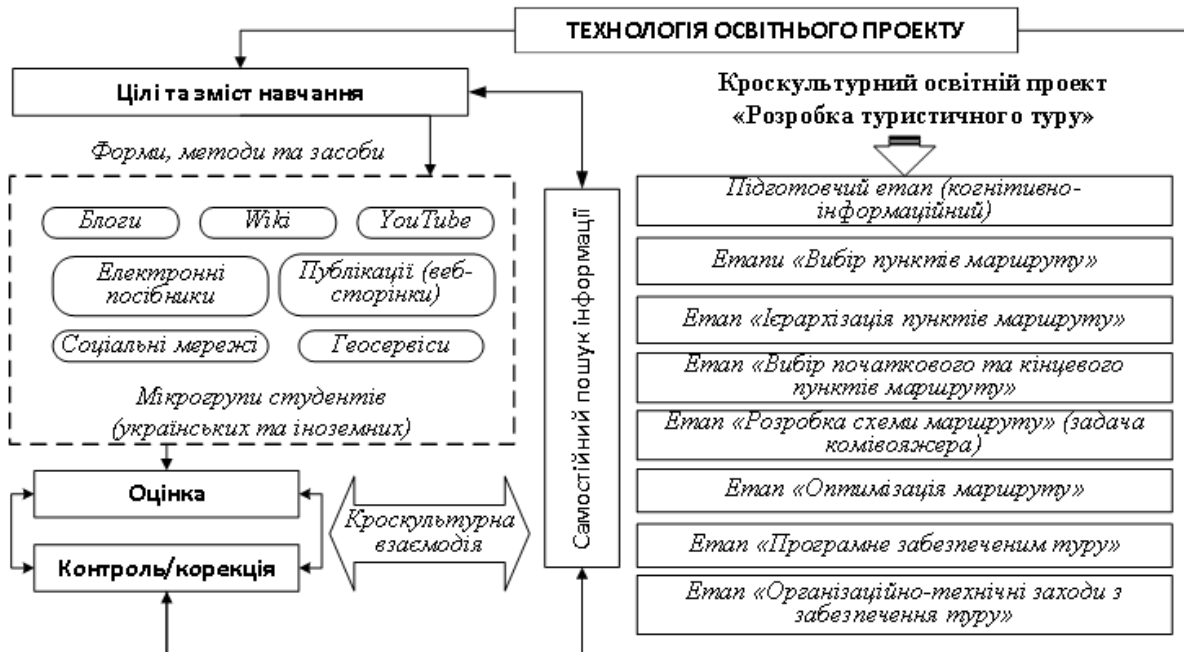 ТЕХНОЛОГІЯ ОСВІТНЬОГО ПРОЕКТУ
Цілі та зміст навчання
Форми, методи та засоби
Блоги
Wiki
YouTube
Електронні
посібники
Публікації (веб-
сторінки)
Соціальні мережі
Геосервіси
Мікрогрупи студентів
(українських та іноземних)
Оцінка
Контроль/корекція
Кроскультурна
взаємодія
Самостійний пошук інформації
Кроскультурний освітній проект
«Розробка туристичного туру»
Підготовчий етап (когнітивно-
інформаційний)
Етапи «Вибір пунктів маршруту»
Етап «Ієрархізація пунктів маршруту»
Етап «Вибір початкового та кінцевого
пунктів маршруту»
Етап «Розробка схеми маршруту» (задача
комівояжера)
Етап «Оптимізація маршруту»
Етап «Програмне забезпеченим туру»
Етап «Організаційно-технічні заходи з
забезпечення туру»